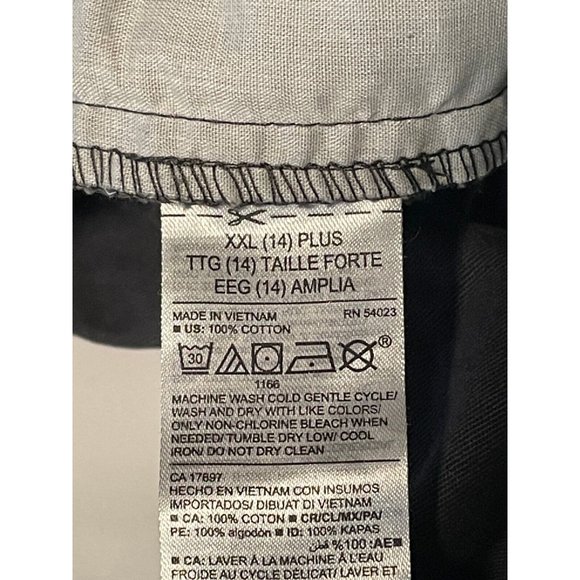 XXL (14) PLUS
TTG (14) TAILLE FORTE
EEG (14) AMPLIA
MADE IN VIETNAM RN 54023
■ US: 100% COTTON
30 ®
1166
MACHINE WASH COLD GENTLE CYCLE/
WASH AND DRY WITH LIKE COLORS/
ONLY NON-CHLORINE BLEACH WHEN
NEEDED/ TUMBLE DRY LOW/ COOL
IRON/ DO NOT DRY CLEAN
CA 17897
HECHO EN VIETNAM CON INSUMOS
IMPORTADOS/ DIBUAT DI VIETNAM
■ CA: 100% COTON ■ CR/CL/MX/PA/
PE: 100% algodón ■ ID: 100% KAPAS
■ AE: 100% قطن
■ CA: LAVER À LA MACHINE À L'EAU
FROIDE AU CYCLE DÉLICAT/ LAVER ET